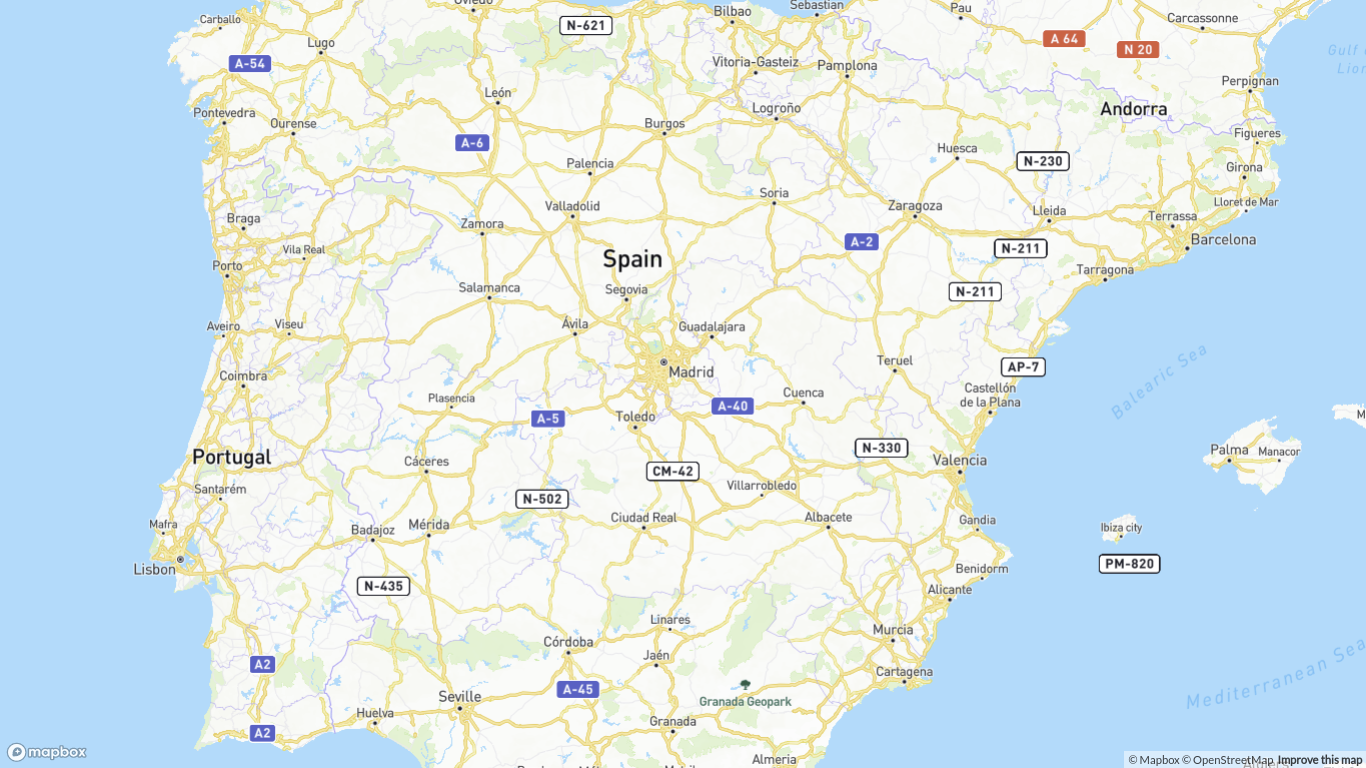 Carballo
Oviedo
N-621
Bilbao
Sebastian
Pau
A 64
N 20
Carcassonne
Lugo
A-54
Vitoria-Gasteiz
Pamplona
Gulf
Lion
Perpignan
León
Pontevedra
Ourense
Logroño
Burgos
Andorra
Figueres
A-6
Palencia
Huesca
N-230
Girona
Soria
Valladolid
Zaragoza
Lleida
Lloret de Mar
Terrassa
Braga
Zamora
Vila Real
A-2
N-211
Barcelona
Spain
Porto
Tarragona
Salamanca
Segovia
N-211
Aveiro
Viseu
Ávila
Guadalajara
Balearic Sea
Teruel
AP-7
Madrid
Coimbra
Plasencia
Cuenca
Castellón
de la Plana
A-5
Toledo
A-40
M
Portugal
Cáceres
N-330
Valencia
Palma
Manacor
CM-42
Santarém
N-502
Villarrobledo
Mafra
Badajoz
Mérida
Ciudad Real
Albacete
Gandia
Ibiza city
Lisbon
PM-820
Benidorm
N-435
Alicante
Linares
Córdoba
Murcia
Jaén
A2
Cartagena
Mediterranean Sea
Seville
A-45
Granada Geopark
Huelva
Granada
A2
mapbox
Almería
© Mapbox © OpenStreetMap Improve this map